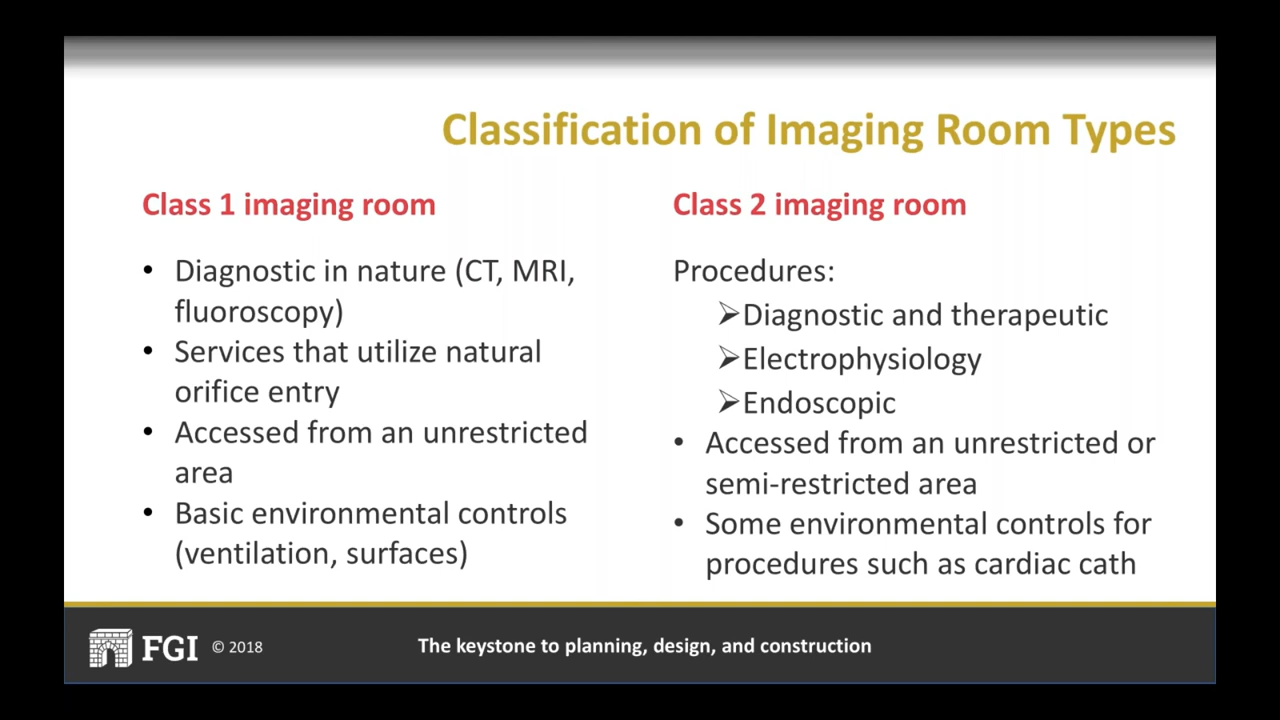 Classification of Imaging Room Types
Class 1 imaging room
• Diagnostic in nature (CT, MRI,
fluoroscopy)
• Services that utilize natural
orifice entry
• Accessed from an unrestricted
area
• Basic environmental controls
(ventilation, surfaces)
Class 2 imaging room
Procedures:
➢Diagnostic and therapeutic
➢Electrophysiology
➢Endoscopic
• Accessed from an unrestricted or
semi-restricted area
• Some environmental controls for
procedures such as cardiac cath
FGI © 2018
The keystone to planning, design, and construction